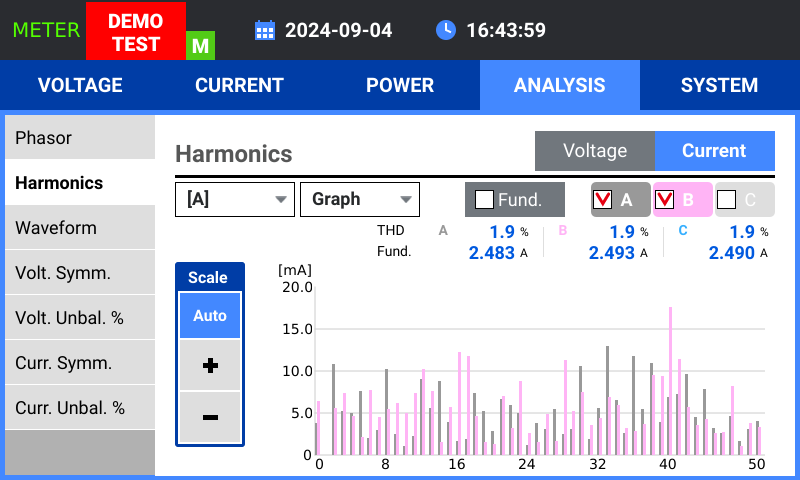 METER DEMO TEST M 2024-09-04 16:43:59
VOLTAGE CURRENT POWER ANALYSIS SYSTEM
Phasor
Harmonics
Waveform
Volt. Symm.
Volt. Unbal. %
Curr. Symm.
Curr. Unbal. %
Harmonics Voltage Current
[A] Graph Fund. A B C
THD A 1.9 % B 1.9 % C 1.9 %
Fund. 2.483 A 2.493 A 2.490 A
Scale
Auto
+
−
[mA]
20.0
15.0
10.0
5.0
0
0 8 16 24 32 40 50